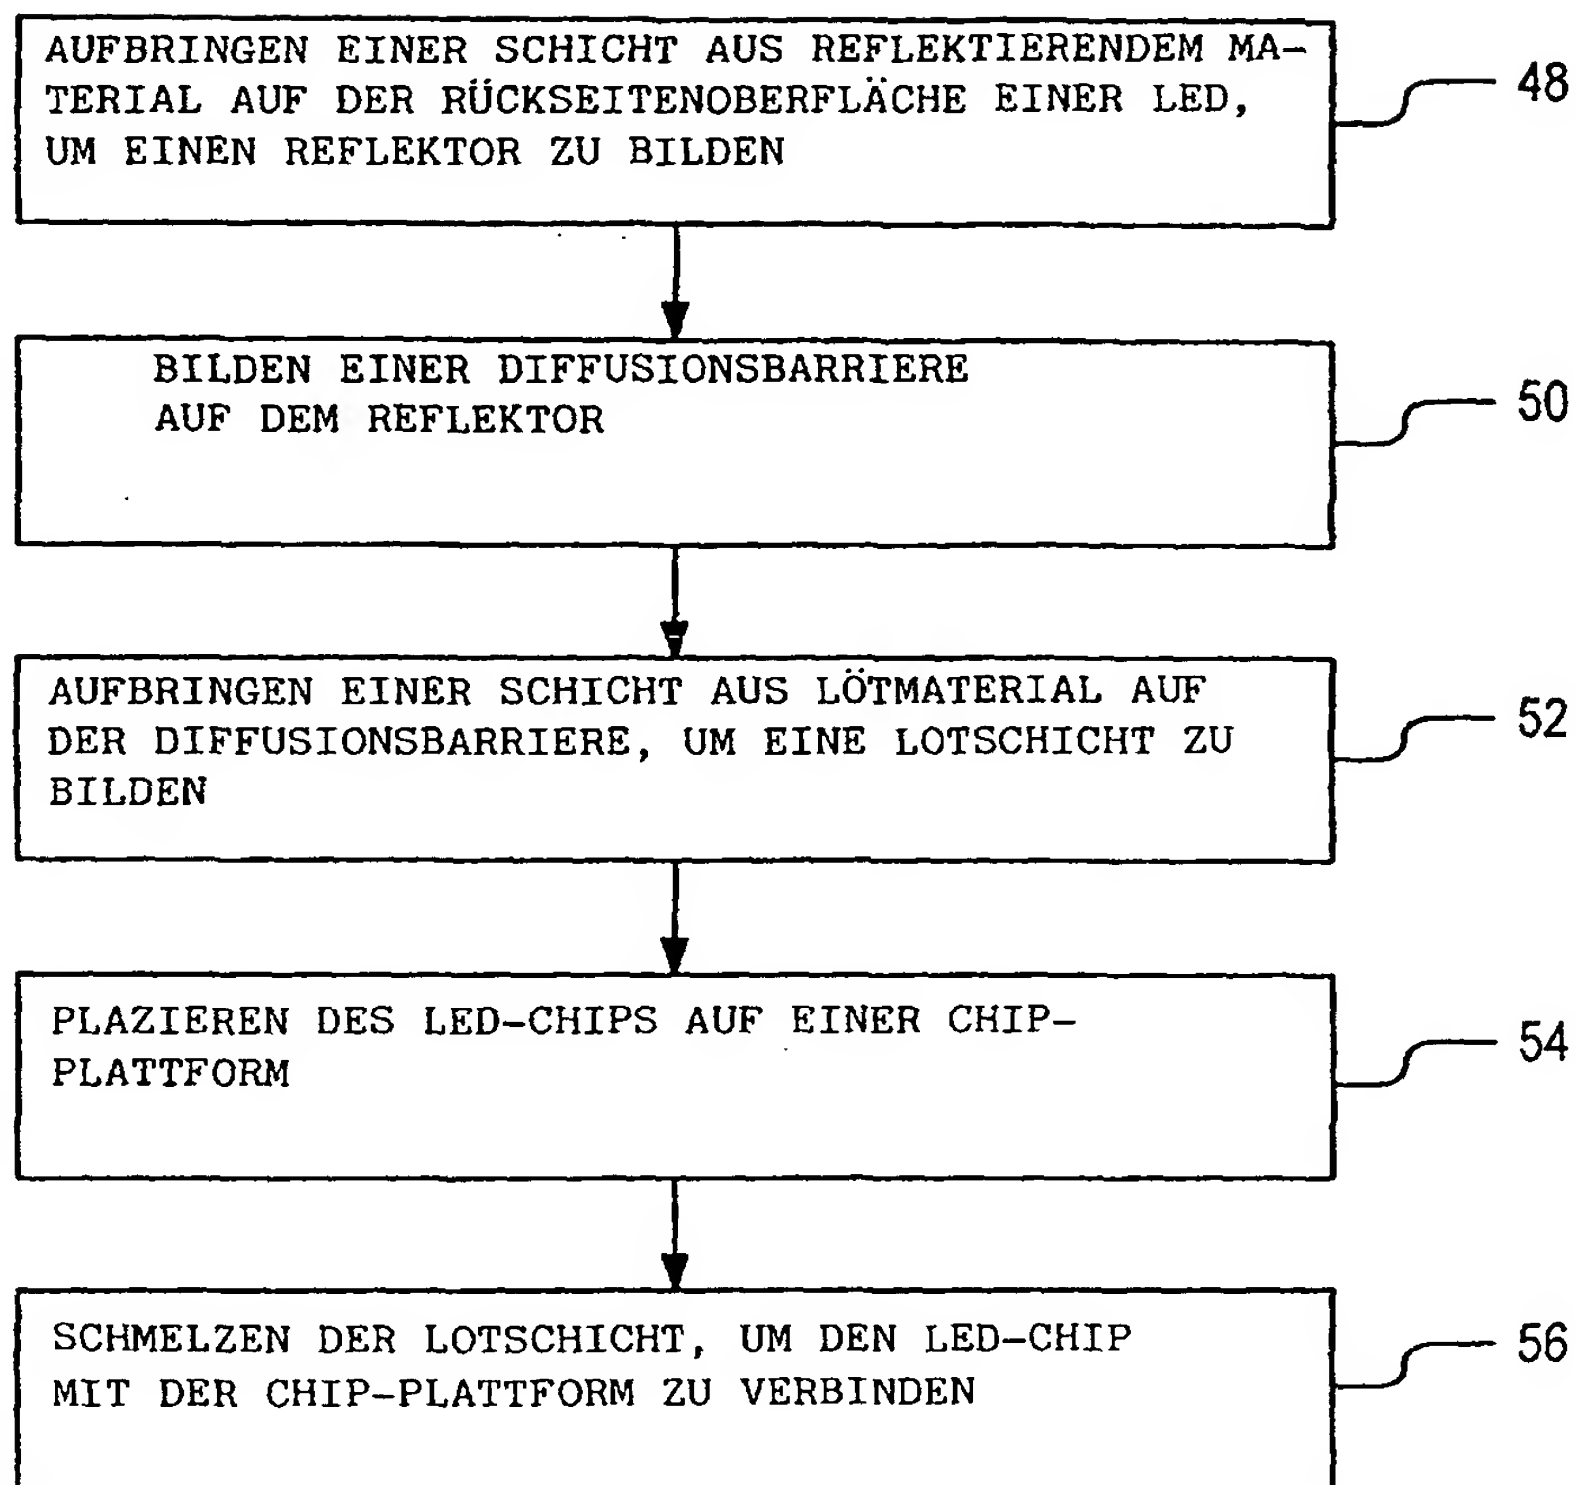 AUFBRINGEN EINER SCHICHT AUS REFLEKTIERENDEM MA-
TERIAL AUF DER RÜCKSEITENOBERFLÄCHE EINER LED,
UM EINEN REFLEKTOR ZU BILDEN
48
BILDEN EINER DIFFUSIONSBARRIERE
AUF DEM REFLEKTOR
50
AUFBRINGEN EINER SCHICHT AUS LÖTMATERIAL AUF
DER DIFFUSIONSBARRIERE, UM EINE LOTSCHICHT ZU
BILDEN
52
PLAZIEREN DES LED-CHIPS AUF EINER CHIP-
PLATTFORM
54
SCHMELZEN DER LOTSCHICHT, UM DEN LED-CHIP
MIT DER CHIP-PLATTFORM ZU VERBINDEN
56